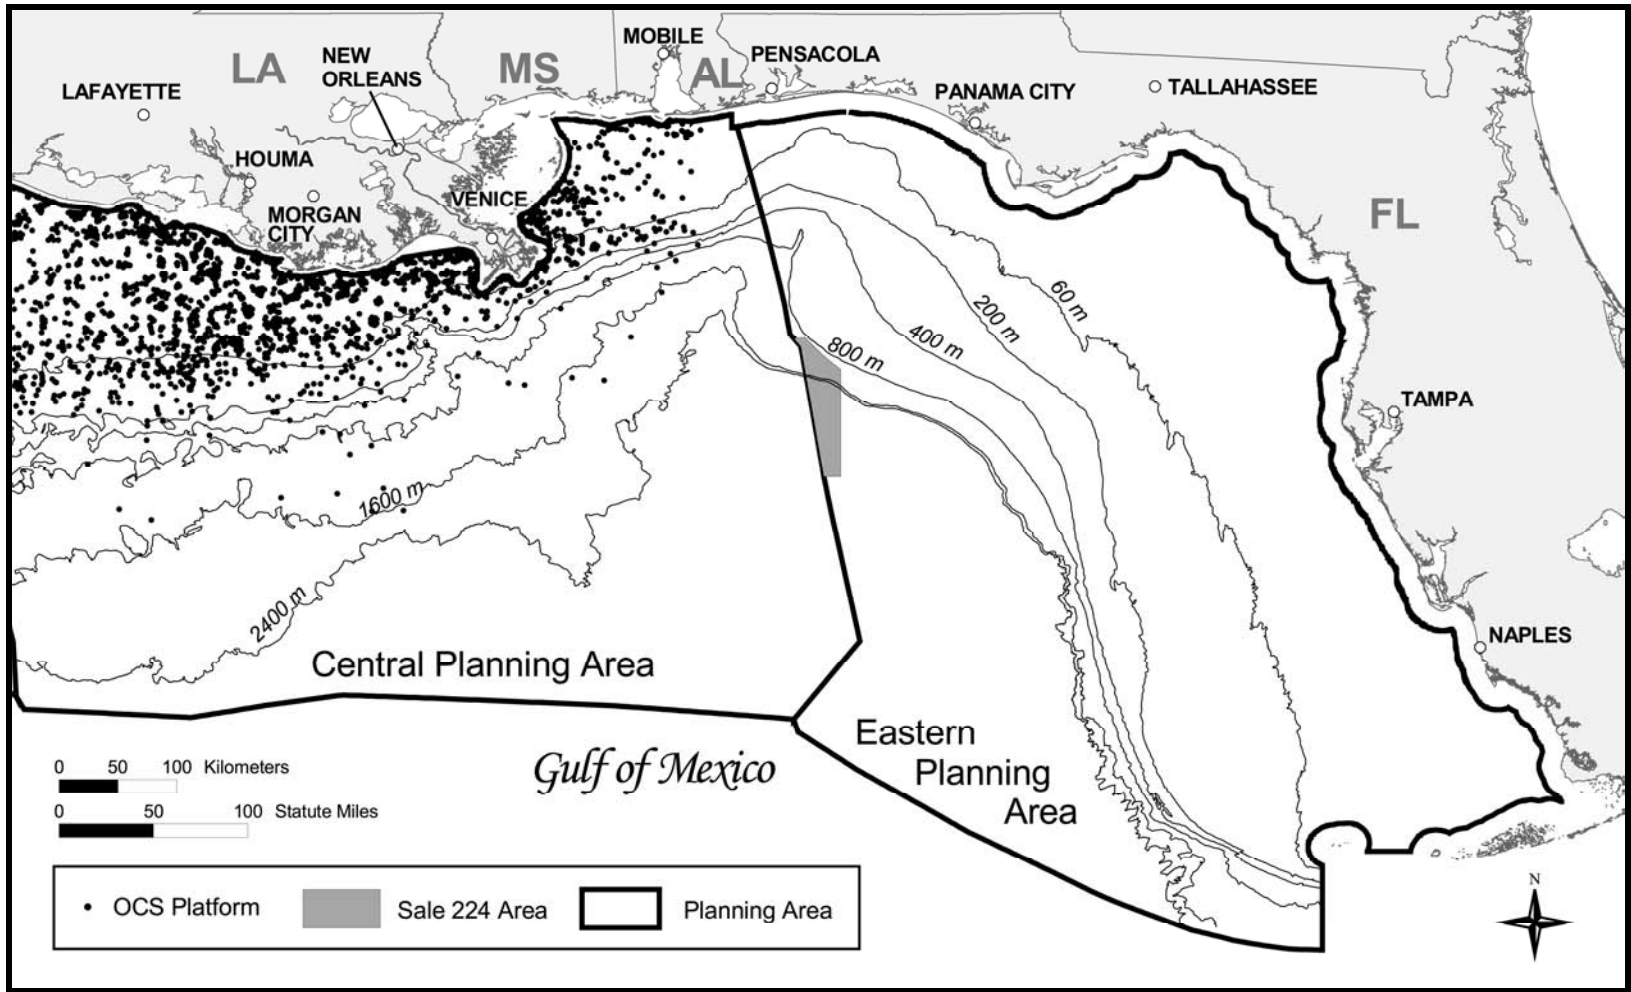 MOBILE
LA
NEW
ORLEANS
MS
AL
PENSACOLA
LAFAYETTE
PANAMA CITY
TALLAHASSEE
HOUMA
MORGAN
CITY
VENICE
FL
60 m
200 m
400 m
800 m
TAMPA
1600 m
2400 m
NAPLES
Central Planning Area
Eastern
Planning
Area
Gulf of Mexico
0 50 100 Kilometers
0 50 100 Statute Miles
OCS Platform
Sale 224 Area
Planning Area
N